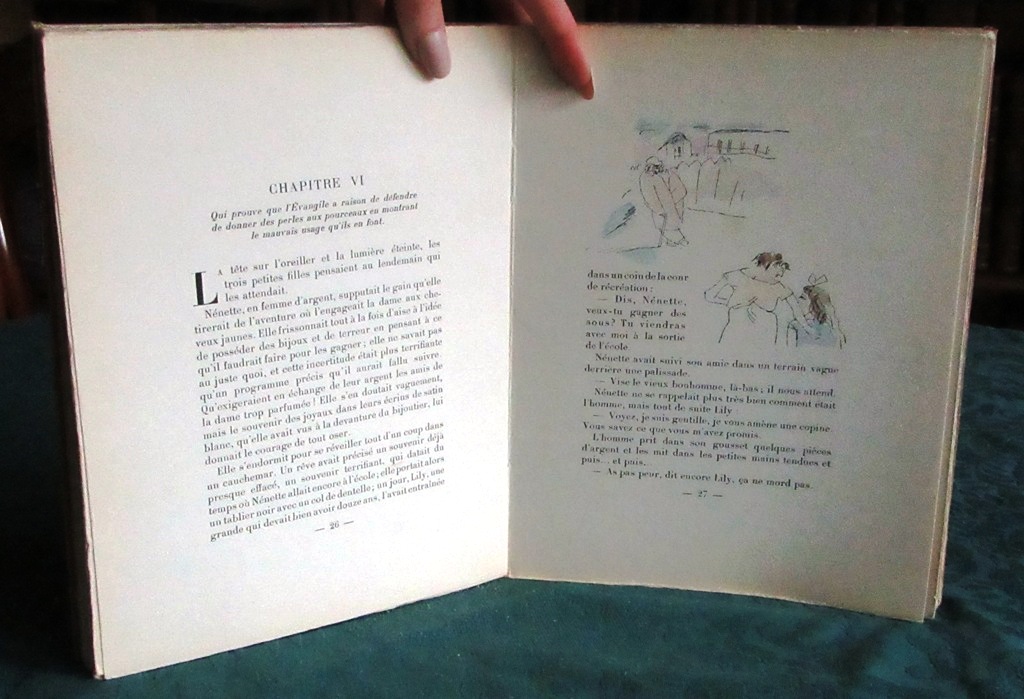 CHAPITRE VI
Qui prouve que l'Évangile a raison de défendre
de donner des perles aux pourceaux en montrant
le mauvais usage qu'ils en font.
LA tête sur l'oreiller et la lumière éteinte, les
trois petites filles pensaient au lendemain qui
les attendait.
Nénette, en femme d'argent, supputait le gain qu'elle
tirerait de l'aventure où l'engageait la dame aux che-
veux jaunes. Elle frissonnait tout à la fois d'aise à l'idée
de posséder des bijoux et de terreur en pensant à ce
qu'il faudrait faire pour les gagner; elle ne savait pas
au juste quoi, et cette incertitude était plus terrifiante
qu'un programme précis qu'il aurait fallu suivre.
Qu'exigeraient en échange de leur argent les amis de
la dame trop parfumée! Elle s'en doutait vaguement,
mais le souvenir des joyaux dans leurs écrins de satin
blanc, qu'elle avait vus à la devanture du bijoutier, lui
donnait le courage de tout oser.
Elle s'endormit pour se réveiller tout d'un coup dans
un cauchemar. Un rêve avait précisé un souvenir déjà
presque effacé, un souvenir terrifiant, qui datait du
temps où Nénette allait encore à l'école; elle portait alors
un tablier noir avec un col de dentelle; un jour, Lily, une
grande qui devait bien avoir douze ans, l'avait entraînée
— 26 —
dans un coin de la cour
de récréation:
— Dis, Nénette,
veux-tu gagner des
sous? Tu viendras
avec moi à la sortie
de l'école.
Nénette avait suivi son amie dans un terrain vague
derrière une palissade.
— Vise le vieux bonhomme, là-bas; il nous attend.
Nénette ne se rappelait plus très bien comment était
l'homme, mais tout de suite Lily:
— Voyez, je suis gentille, je vous amène une copine.
Vous savez ce que vous m'avez promis.
L'homme prit dans son gousset quelques pièces
d'argent et les mit dans les petites mains tendues et
puis... et puis...
— As pas peur, dit encore Lily, ça ne mord pas.
— 27 —